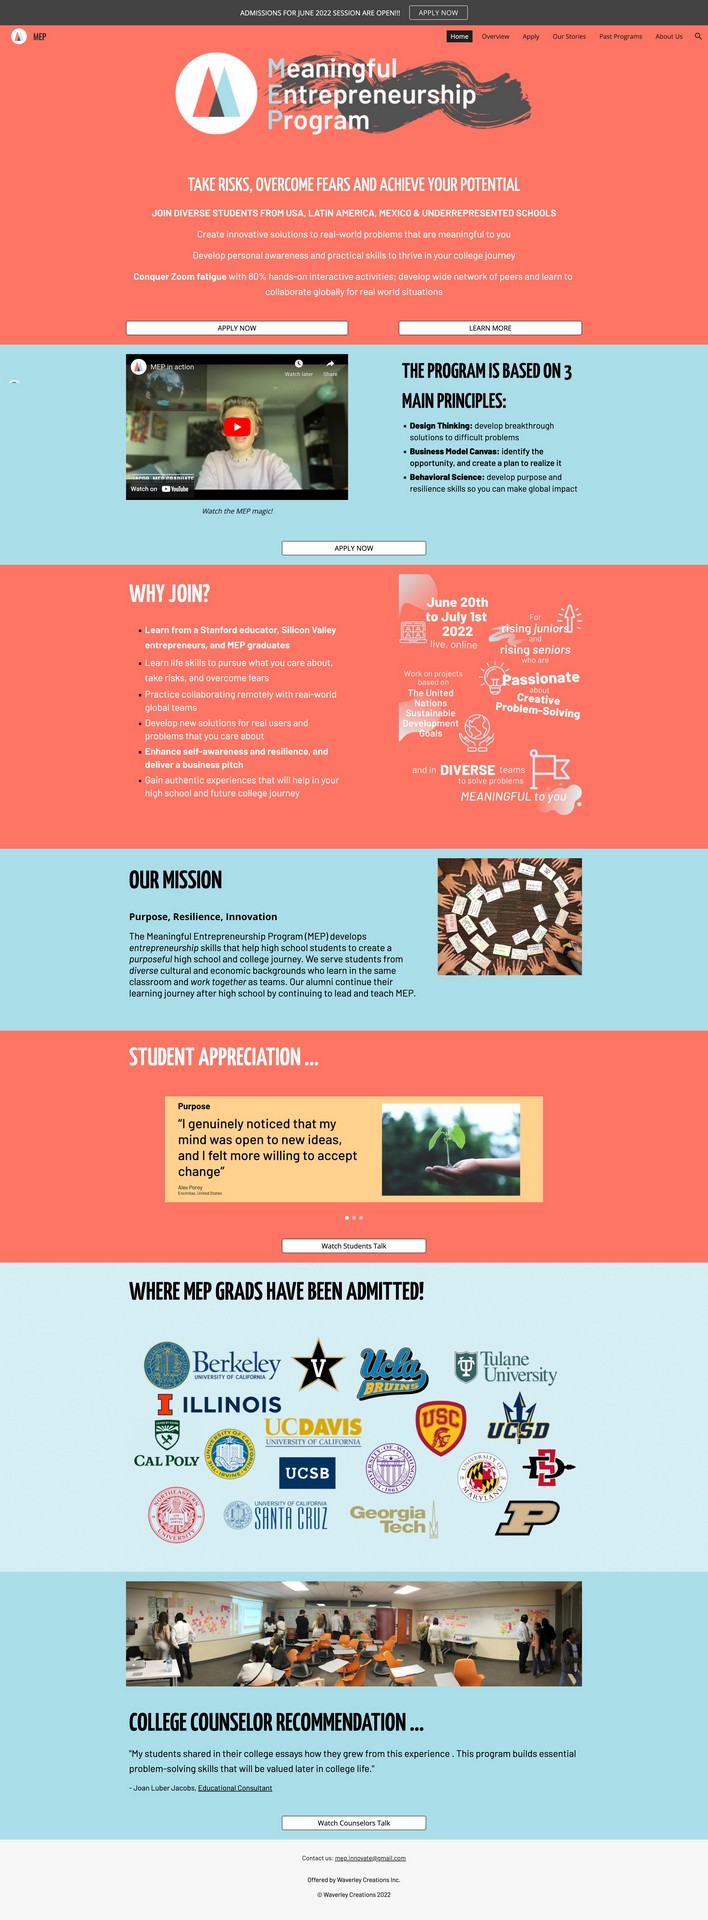 ADMISSIONS FOR JUNE 2022 SESSION ARE OPEN!!!
APPLY NOW
MEP
Home
Overview
Apply
Our Stories
Past Programs
About Us
Meaningful
Entrepreneurship
Program
TAKE RISKS, OVERCOME FEARS AND ACHIEVE YOUR POTENTIAL
JOIN DIVERSE STUDENTS FROM USA, LATIN AMERICA, MEXICO & UNDERREPRESENTED SCHOOLS
Create innovative solutions to real-world problems that are meaningful to you
Develop personal awareness and practical skills to thrive in your college journey
Conquer Zoom fatigue with 80% hands-on interactive activities; develop wide network of peers and learn to
collaborate globally for real world situations
APPLY NOW
LEARN MORE
MEP in action
Watch later
Share
JACOB, MEP GRADUATE
Watch on YouTube
Watch the MEP magic!
THE PROGRAM IS BASED ON 3
MAIN PRINCIPLES:
Design Thinking: develop breakthrough
solutions to difficult problems
Business Model Canvas: identify the
opportunity, and create a plan to realize it
Behavioral Science: develop purpose and
resilience skills so you can make global impact
APPLY NOW
WHY JOIN?
Learn from a Stanford educator, Silicon Valley
entrepreneurs, and MEP graduates
Learn life skills to pursue what you care about,
take risks, and overcome fears
Practice collaborating remotely with real-world
global teams
Develop new solutions for real users and
problems that you care about
Enhance self-awareness and resilience, and
deliver a business pitch
Gain authentic experiences that will help in your
high school and future college journey
June 20th
to July 1st
2022
live, online
For
rising juniors
and
rising seniors
who are
Passionate
about
Creative
Problem-Solving
Work on projects
based on
The United
Nations
Sustainable
Development
Goals
and in DIVERSE teams
to solve problems
MEANINGFUL to you
OUR MISSION
Purpose, Resilience, Innovation
The Meaningful Entrepreneurship Program (MEP) develops
entrepreneurship skills that help high school students to create a
purposeful high school and college journey. We serve students from
diverse cultural and economic backgrounds who learn in the same
classroom and work together as teams. Our alumni continue their
learning journey after high school by continuing to lead and teach MEP.
STUDENT APPRECIATION ...
Purpose
“I genuinely noticed that my
mind was open to new ideas,
and I felt more willing to accept
change”
Alex Poroy
Encinitas, United States
Watch Students Talk
WHERE MEP GRADS HAVE BEEN ADMITTED!
Berkeley
UNIVERSITY OF CALIFORNIA
V
Ucla
BRUINS
Tulane
University
I ILLINOIS
CAL POLY
UCDAVIS
UNIVERSITY OF CALIFORNIA
USC
UCSD
UCSB
UNIVERSITY OF WASHINGTON
1861
UNIVERSITY OF
MARYLAND
NORTHEASTERN
UNIVERSITY
UNIVERSITY OF CALIFORNIA
SANTA CRUZ
Georgia
Tech
P
COLLEGE COUNSELOR RECOMMENDATION ...
"My students shared in their college essays how they grew from this experience . This program builds essential
problem-solving skills that will be valued later in college life."
- Joan Luber Jacobs, Educational Consultant
Watch Counselors Talk
Contact us: mep.innovate@gmail.com
Offered by Waverley Creations Inc.
© Waverley Creations 2022